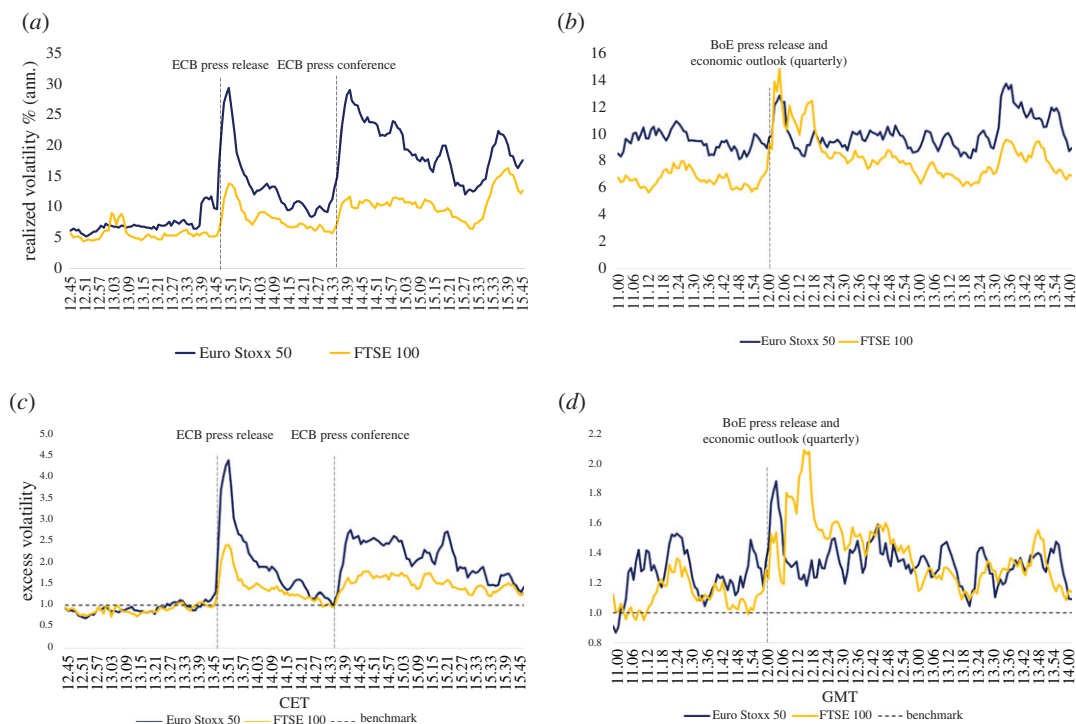 (a)
ECB press release ECB press conference
realized volatility % (ann.)
35
30
25
20
15
10
5
0
12.45 12.51 12.57 13.03 13.09 13.15 13.21 13.27 13.33 13.39 13.45 13.51 13.57 14.03 14.09 14.15 14.21 14.27 14.33 14.39 14.45 14.51 14.57 15.03 15.09 15.15 15.21 15.27 15.33 15.39 15.45
Euro Stoxx 50 FTSE 100
(b)
BoE press release and
economic outlook (quarterly)
16
14
12
10
8
6
4
2
0
11.00 11.06 11.12 11.18 11.24 11.30 11.36 11.42 11.48 11.54 12.00 12.06 12.12 12.18 12.24 12.30 12.36 12.42 12.48 12.54 13.00 13.06 13.12 13.18 13.24 13.30 13.36 13.42 13.48 13.54 14.00
Euro Stoxx 50 FTSE 100
(c)
ECB press release ECB press conference
excess volatility
5.0
4.5
4.0
3.5
3.0
2.5
2.0
1.5
1.0
0.5
0
12.45 12.51 12.57 13.03 13.09 13.15 13.21 13.27 13.33 13.39 13.45 13.51 13.57 14.03 14.09 14.15 14.21 14.27 14.33 14.39 14.45 14.51 14.57 15.03 15.09 15.15 15.21 15.27 15.33 15.39 15.45
CET
Euro Stoxx 50 FTSE 100 benchmark
(d)
BoE press release and
economic outlook (quarterly)
2.2
2.0
1.8
1.6
1.4
1.2
1.0
0.8
11.00 11.06 11.12 11.18 11.24 11.30 11.36 11.42 11.48 11.54 12.00 12.06 12.12 12.18 12.24 12.30 12.36 12.42 12.48 12.54 13.00 13.06 13.12 13.18 13.24 13.30 13.36 13.42 13.48 13.54 14.00
GMT
Euro Stoxx 50 FTSE 100 benchmark